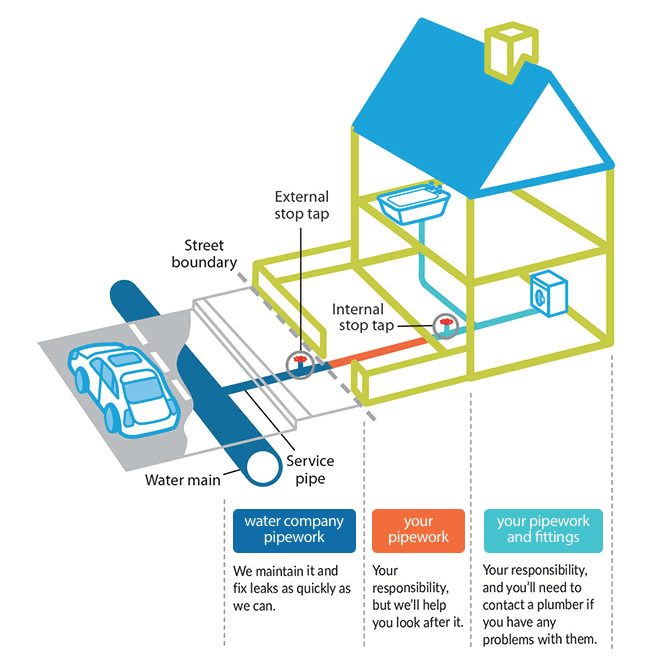 External
stop tap
Street
boundary
Internal
stop tap
Service
pipe
Water main
water company
pipework
We maintain it and
fix leaks as quickly as
we can.
your
pipework
Your
responsibility,
but we'll help
you look after it.
your pipework
and fittings
Your responsibility,
and you'll need to
contact a plumber if
you have any
problems with them.